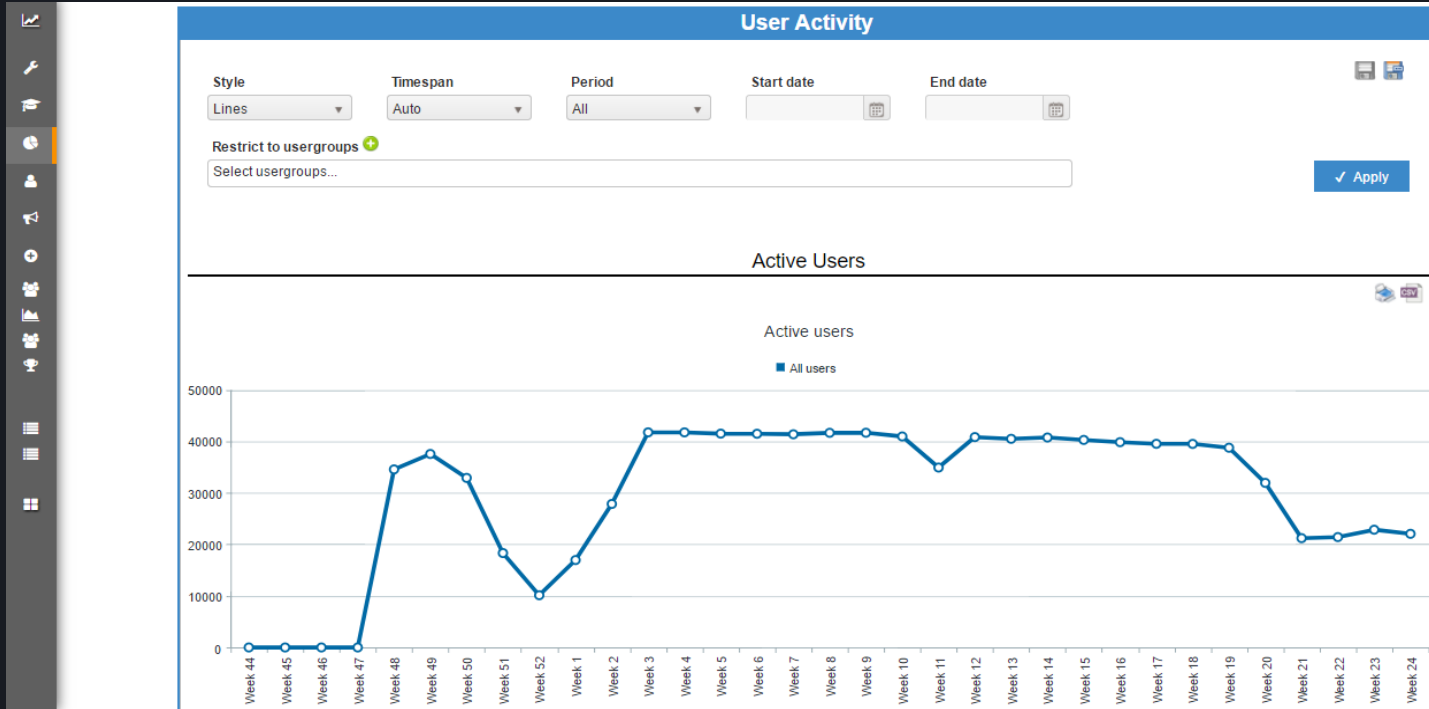 User Activity
Style Timespan Period Start date End date
Lines Auto All
Restrict to usergroups
Select usergroups...
Apply
Active Users
CSV
Active users
All users
50000
40000
30000
20000
10000
0
Week 44
Week 45
Week 46
Week 47
Week 48
Week 49
Week 50
Week 51
Week 52
Week 1
Week 2
Week 3
Week 4
Week 5
Week 6
Week 7
Week 8
Week 9
Week 10
Week 11
Week 12
Week 13
Week 14
Week 15
Week 16
Week 17
Week 18
Week 19
Week 20
Week 21
Week 22
Week 23
Week 24